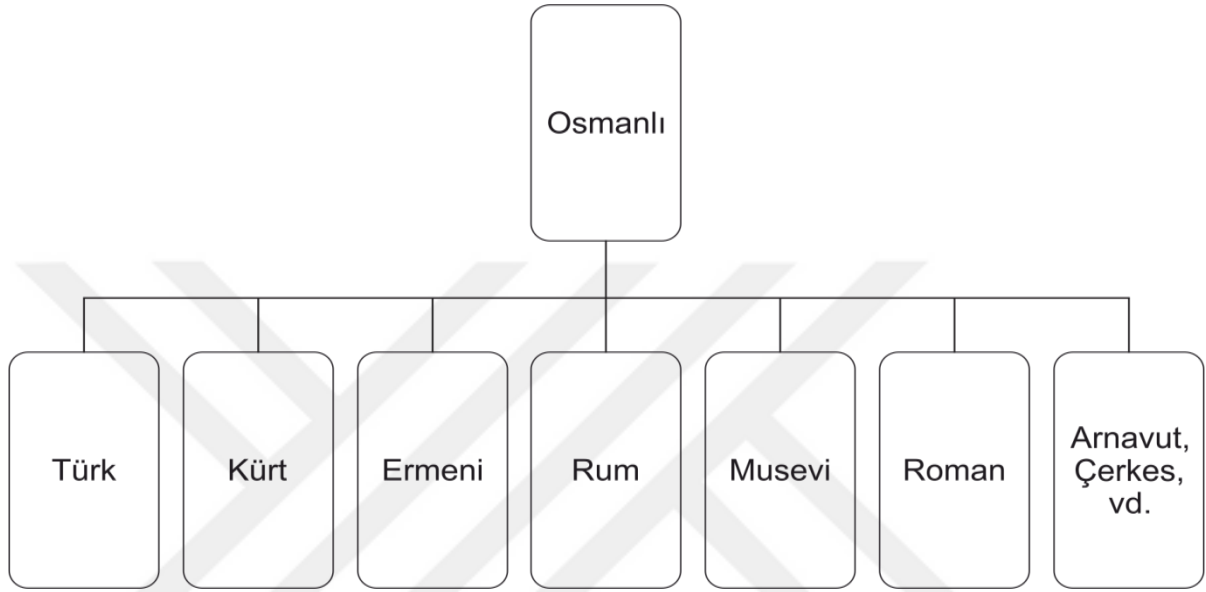 Osmanlı
Türk
Kürt
Ermeni
Rum
Musevi
Roman
Arnavut,
Çerkes,
vd.